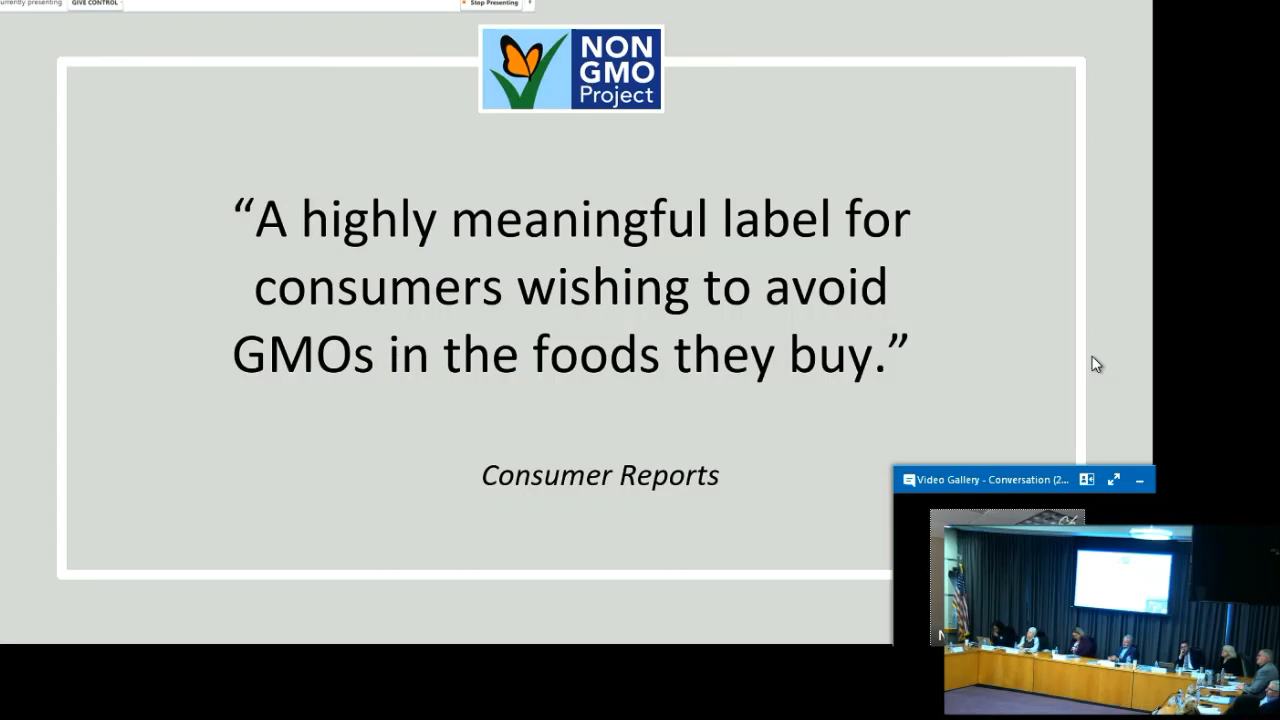 urrently presenting GIVE CONTROL Stop Presenting
NON
GMO
Project
“A highly meaningful label for
consumers wishing to avoid
GMOs in the foods they buy.”
Consumer Reports
Video Gallery - Conversation (2...